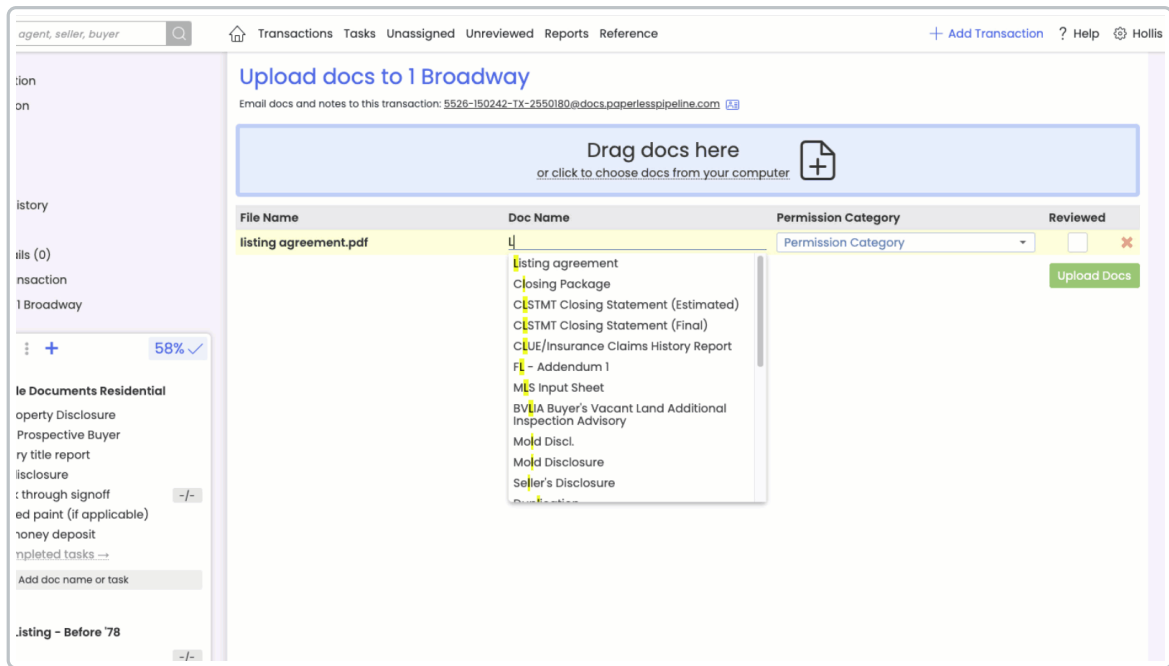 agent, seller, buyer
Transactions Tasks Unassigned Unreviewed Reports Reference
+ Add Transaction ? Help Hollis
tion
on
istory
ails (0)
nsaction
1 Broadway
58%
le Documents Residential
operty Disclosure
Prospective Buyer
ry title report
lisclosure
k through signoff -/-
ed paint (if applicable)
noney deposit
mpleted tasks →
Add doc name or task
.isting - Before '78
-/-
Upload docs to 1 Broadway
Email docs and notes to this transaction: 5526-150242-TX-2550180@docs.paperlesspipeline.com
Drag docs here
or click to choose docs from your computer
File Name Doc Name Permission Category Reviewed
listing agreement.pdf L Permission Category
Upload Docs
Listing agreement
Closing Package
CLSTMT Closing Statement (Estimated)
CLSTMT Closing Statement (Final)
CLUE/Insurance Claims History Report
FL - Addendum 1
MLS Input Sheet
BVLIA Buyer's Vacant Land Additional
Inspection Advisory
Mold Discl.
Mold Disclosure
Seller's Disclosure